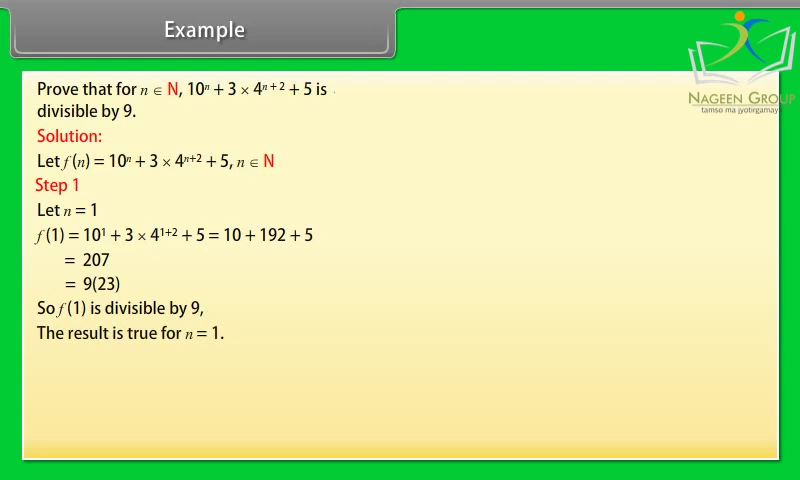 Example
NAGEEN GROUP
tamso ma jyotirgamay
Prove that for n ∈ N, 10ⁿ + 3 × 4ⁿ⁺² + 5 is
divisible by 9.
Solution:
Let f (n) = 10ⁿ + 3 × 4ⁿ⁺² + 5, n ∈ N
Step 1
Let n = 1
f (1) = 10¹ + 3 × 4¹⁺² + 5 = 10 + 192 + 5
= 207
= 9(23)
So f (1) is divisible by 9,
The result is true for n = 1.